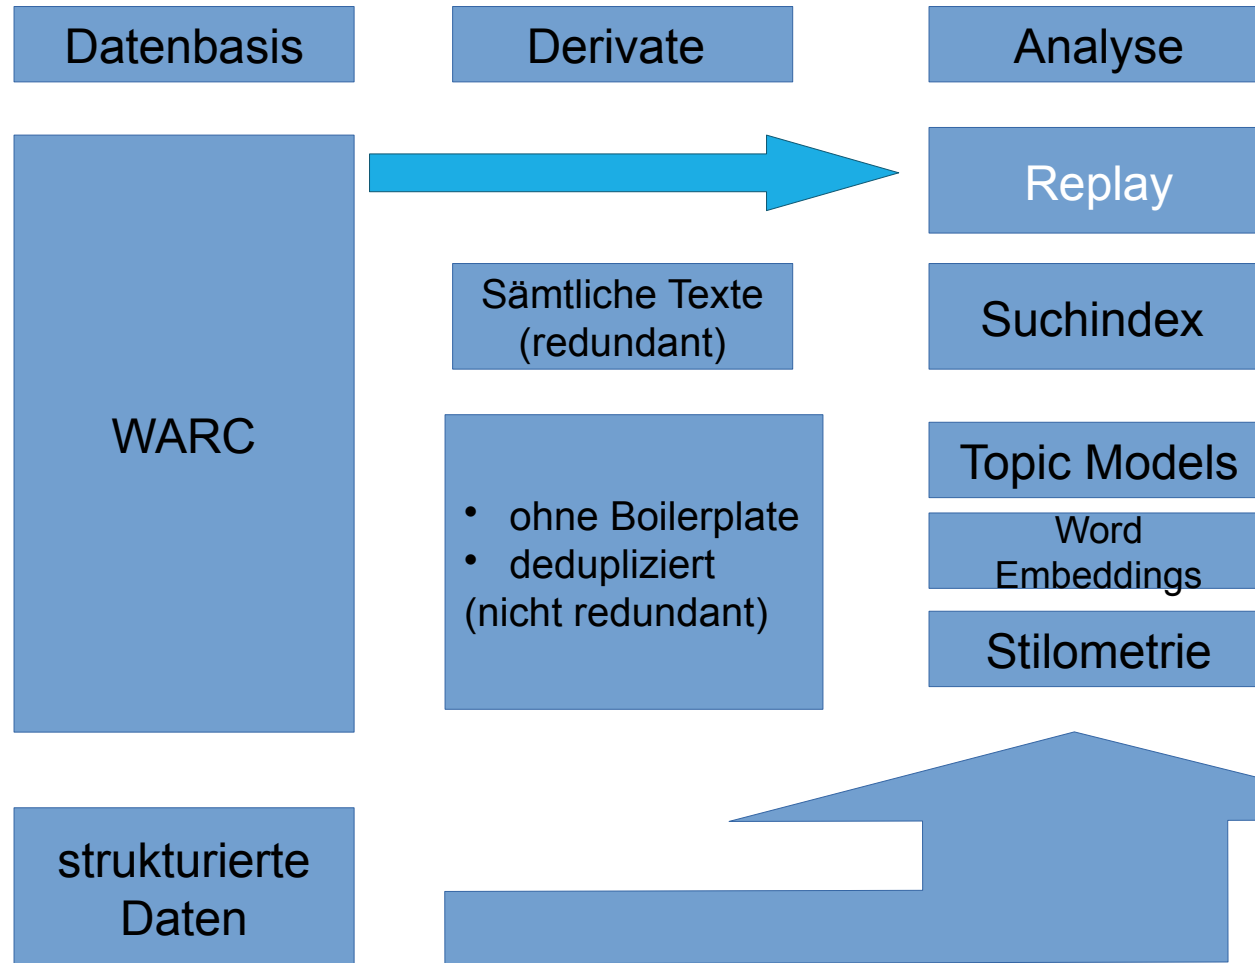 Datenbasis
Derivate
Analyse
WARC
Replay
Sämtliche Texte
(redundant)
Suchindex
• ohne Boilerplate
• dedupliziert
(nicht redundant)
Topic Models
Word
Embeddings
Stilometrie
strukturierte
Daten